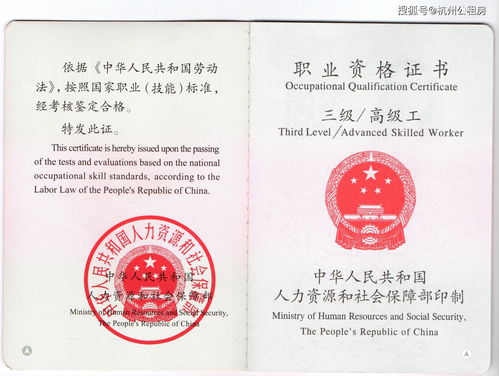 搜狐号@杭州公租房
依据《中华人民共和国劳动
法》,按照国家职业(技能)标准,
经考核鉴定合格。
特发此证。
This certificate is hereby issued upon the passing
of the tests and evaluations based on the national
occupational skill standards, according to the
Labor Law of the People's Republic of China.
中华人民共和国人力资源和社会保障部
中华人民共和国
人力资源和社会保障部
Ministry of Human Resources and Social Security,
The People's Republic of China
A
职业资格证书
Occupational Qualification Certificate
三级/高级工
Third Level/Advanced Skilled Worker
中华人民共和国
人力资源和社会保障部印制
Ministry of Human Resources and Social Security,
The People's Republic of China
A